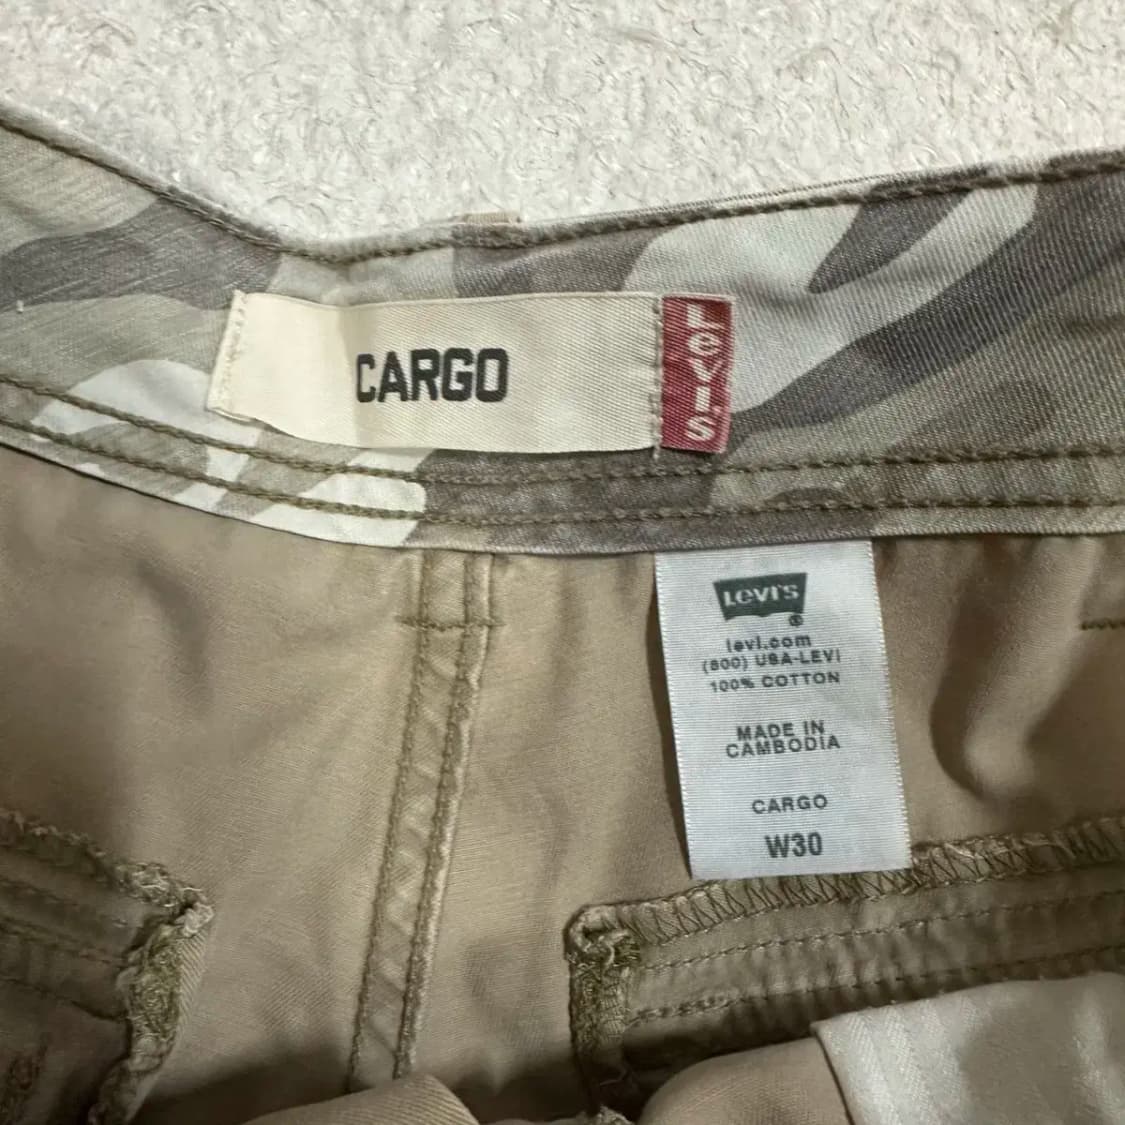 CARGO
Levi's
Levi's
®
levi.com
(800) USA-LEVI
100% COTTON
MADE IN
CAMBODIA
CARGO
W30